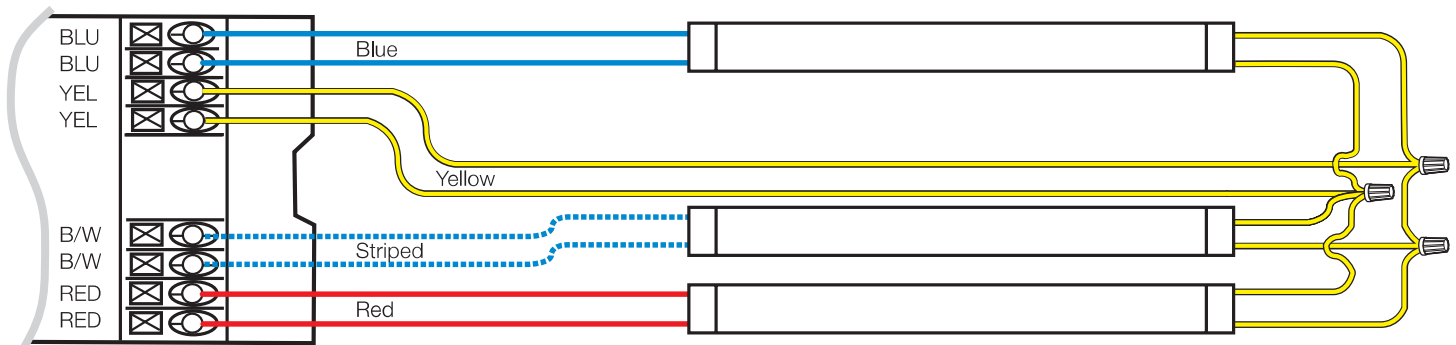 BLU
BLU
YEL
YEL
B/W
B/W
RED
RED
Blue
Yellow
Striped
Red